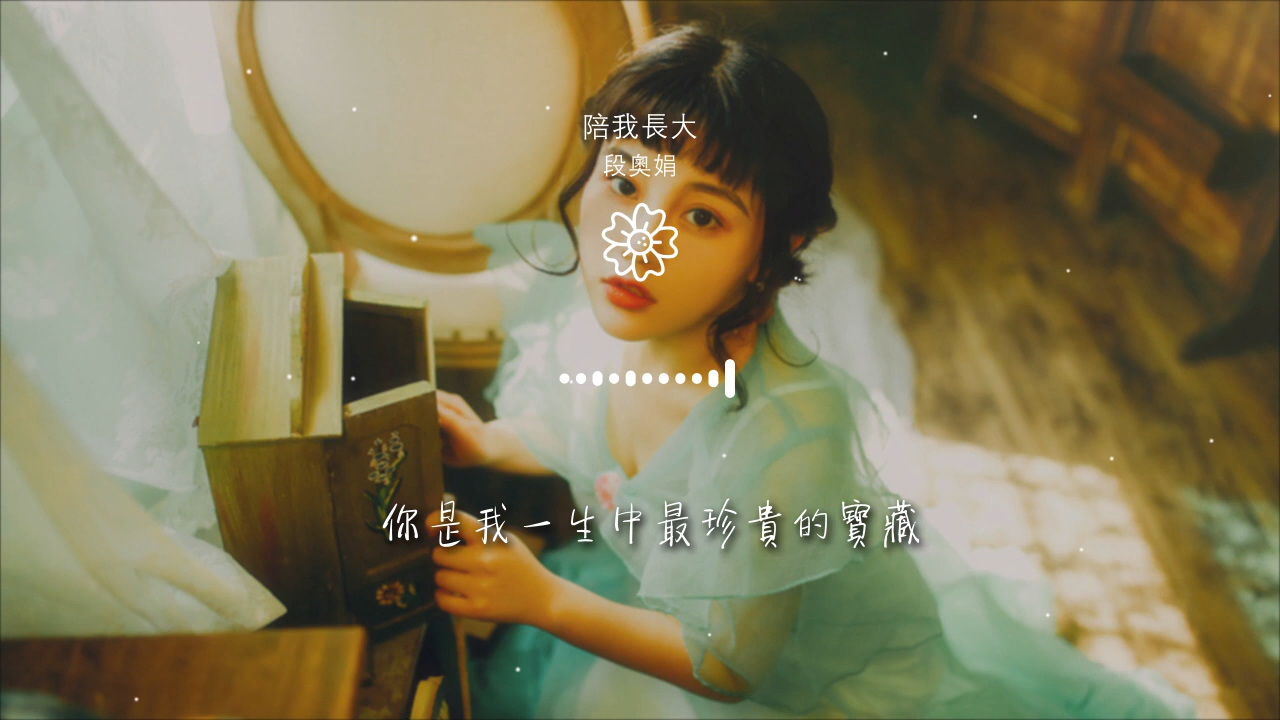 陪我長大
段奧娟
你是我一生中最珍貴的寶藏